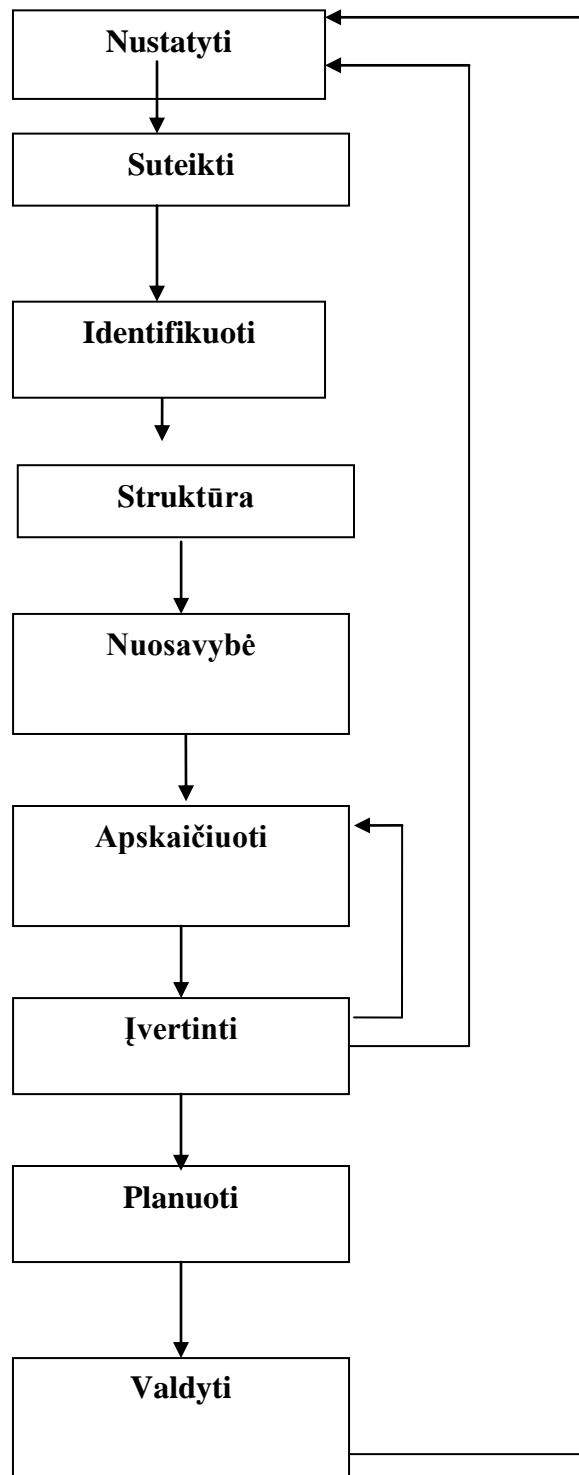 Nustatyti
Suteikti
Identifikuoti
Struktūra
Nuosavybė
Apskaičiuoti
Įvertinti
Planuoti
Valdyti